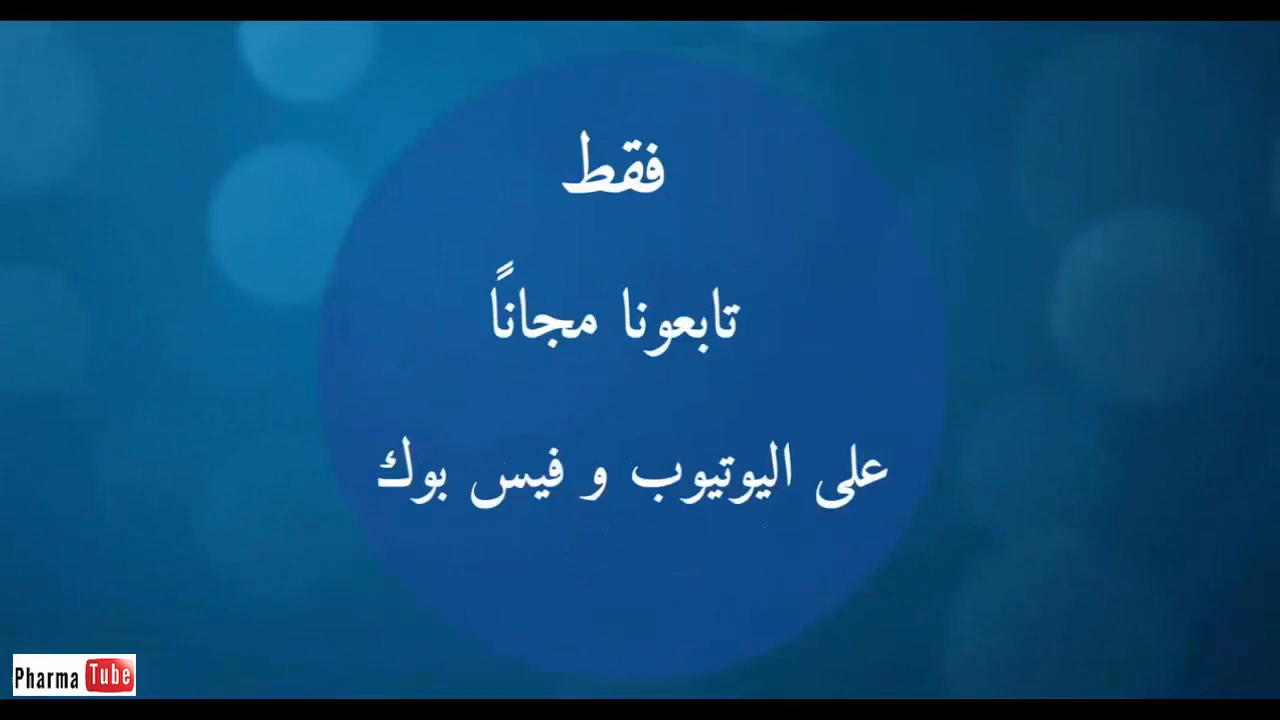 فقط
تابعونا مجاناً
على اليوتيوب و فيس بوك
Pharma Tube